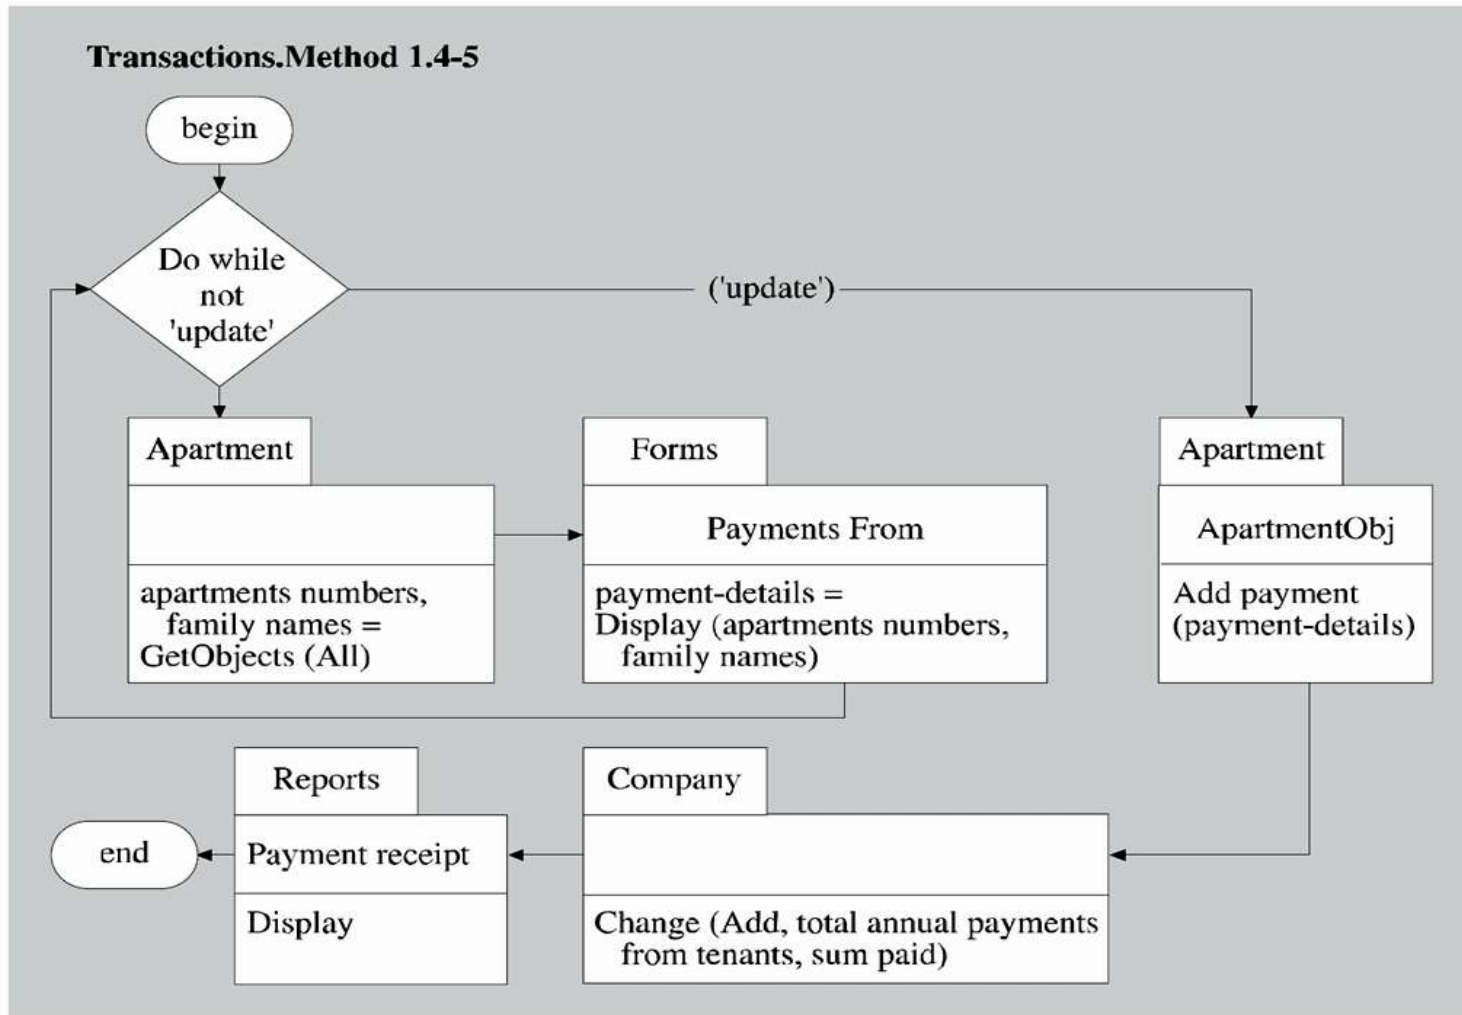 Transactions.Method 1.4-5
begin
Do while
not
'update'
('update')
Apartment
apartments numbers,
family names =
GetObjects (All)
Forms
Payments From
payment-details =
Display (apartments numbers,
family names)
Apartment
ApartmentObj
Add payment
(payment-details)
Company
Change (Add, total annual payments
from tenants, sum paid)
Reports
Payment receipt
Display
end